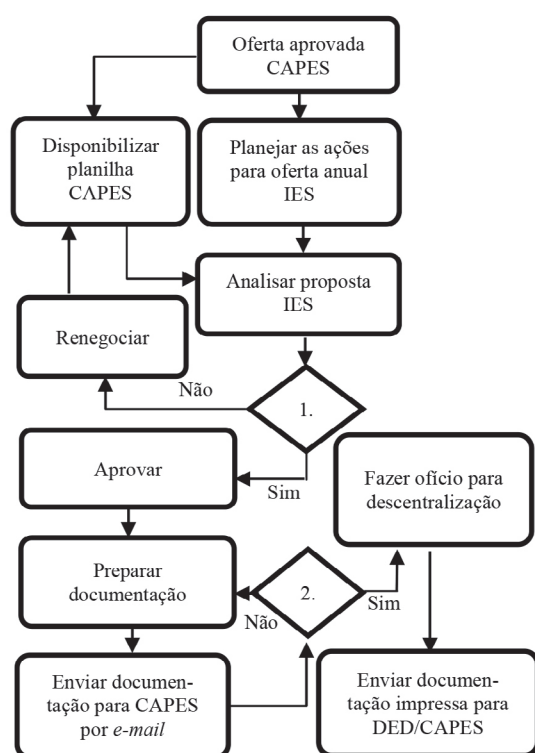 Oferta aprovada
CAPES
Disponibilizar
planilha
CAPES
Planejar as ações
para oferta anual
IES
Analisar proposta
IES
Renegociar
Não
1.
Sim
Aprovar
Fazer ofício para
descentralização
Preparar
documentação
2.
Não
Sim
Enviar documen-
tação para CAPES
por e-mail
Enviar documen-
tação impressa para
DED/CAPES